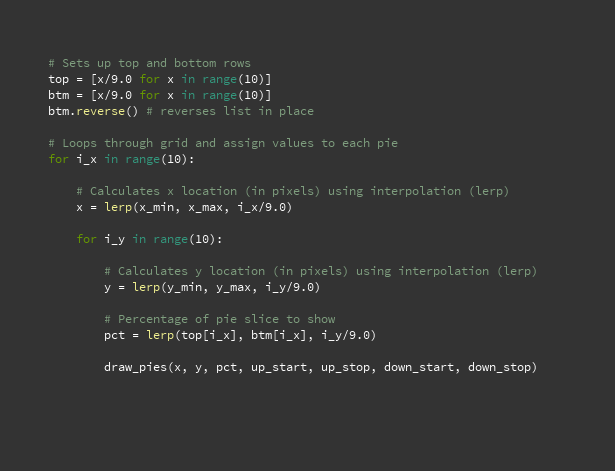 # Sets up top and bottom rows
top = [x/9.0 for x in range(10)]
btm = [x/9.0 for x in range(10)]
btm.reverse() # reverses list in place
# Loops through grid and assign values to each pie
for i_x in range(10):
# Calculates x location (in pixels) using interpolation (lerp)
x = lerp(x_min, x_max, i_x/9.0)
for i_y in range(10):
# Calculates y location (in pixels) using interpolation (lerp)
y = lerp(y_min, y_max, i_y/9.0)
# Percentage of pie slice to show
pct = lerp(top[i_x], btm[i_x], i_y/9.0)
draw_pies(x, y, pct, up_start, up_stop, down_start, down_stop)